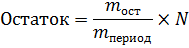 Остаток = m_ост / m_период × N